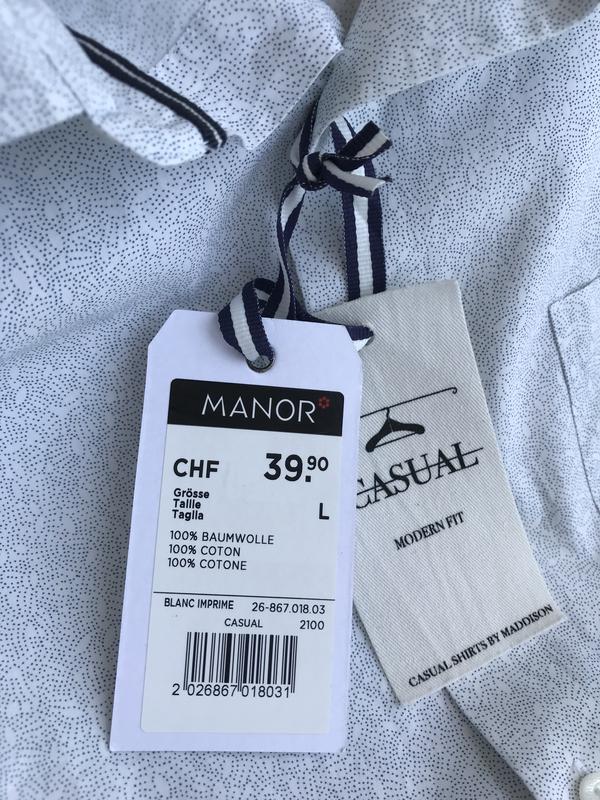 MANOR
CHF 39.90
Grösse
Taille
Taglia
L
100% BAUMWOLLE
100% COTON
100% COTONE
BLANC IMPRIME 26-867.018.03
CASUAL 2100
2 026867 018031
CASUAL
MODERN FIT
CASUAL SHIRTS BY MADDISON